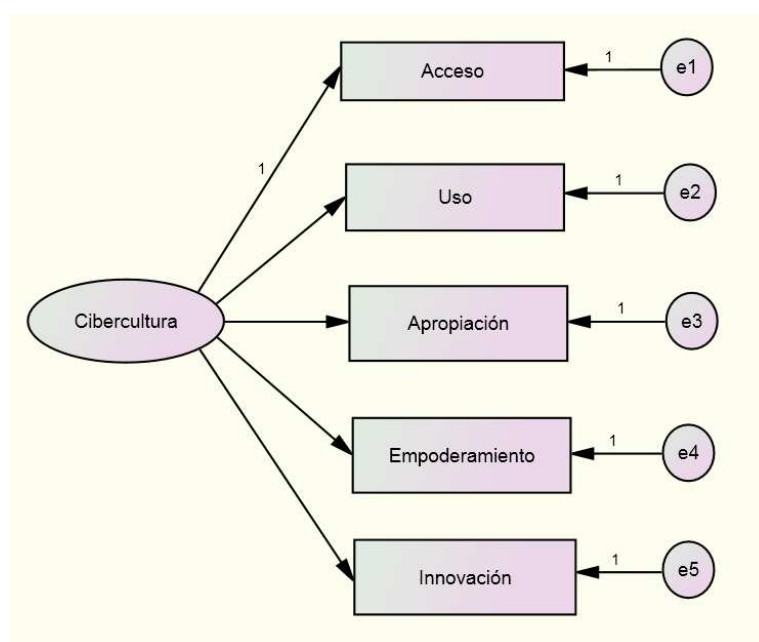 Acceso
1
e1
1
Uso
1
e2
Cibercultura
Apropiación
1
e3
Empoderamiento
1
e4
Innovación
1
e5